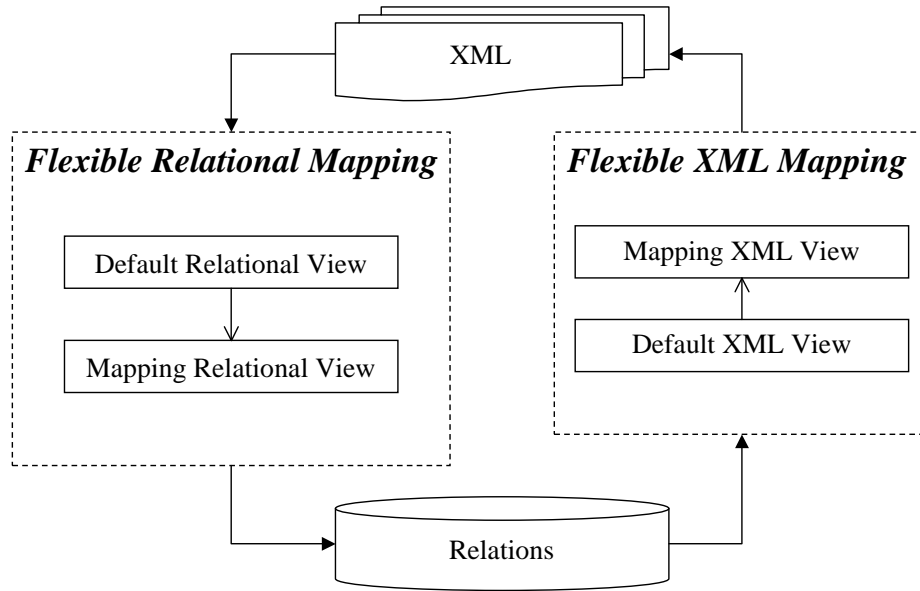 XML
Flexible Relational Mapping
Default Relational View
Mapping Relational View
Flexible XML Mapping
Mapping XML View
Default XML View
Relations